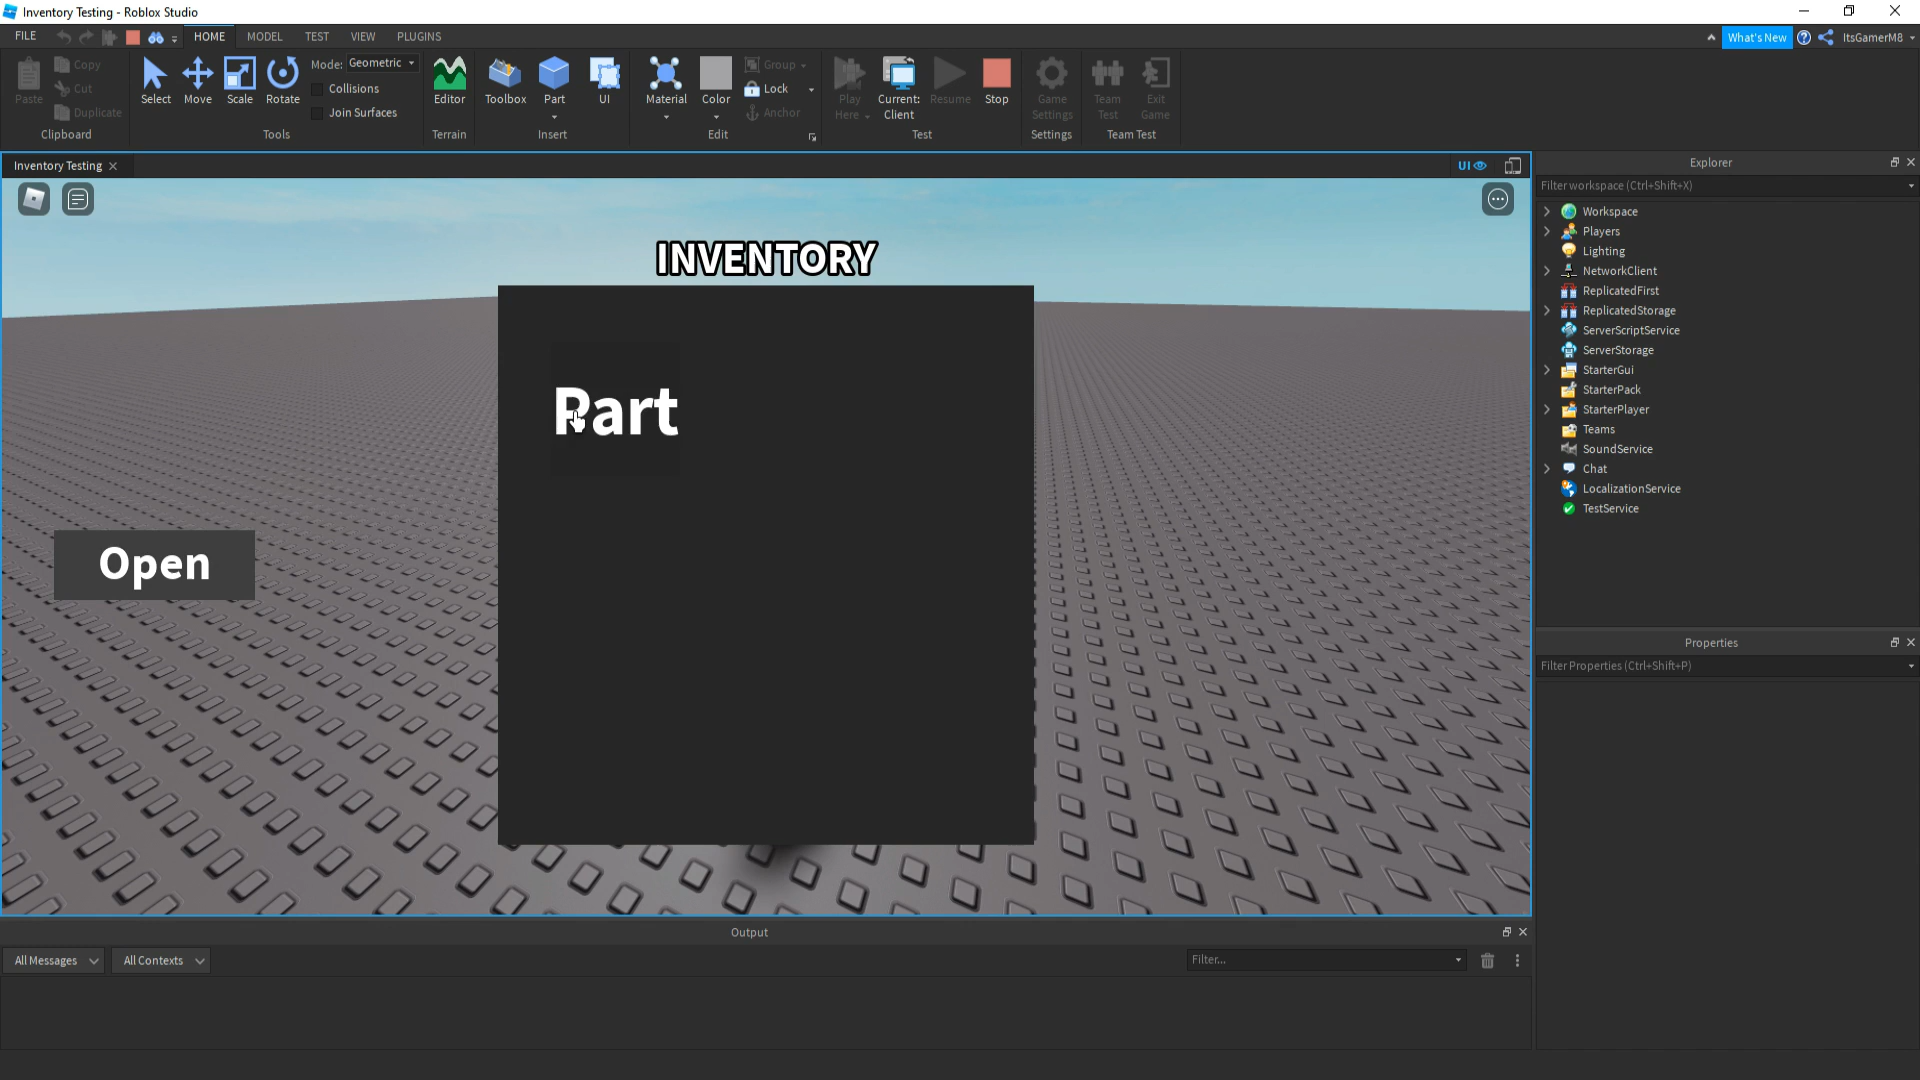 Inventory Testing - Roblox Studio
FILE
HOME
MODEL
TEST
VIEW
PLUGINS
What's New
ItsGamerM8
Paste
Copy
Cut
Duplicate
Clipboard
Select
Move
Scale
Rotate
Mode: Geometric
Collisions
Join Surfaces
Tools
Editor
Terrain
Toolbox
Part
UI
Insert
Material
Color
Group
Lock
Anchor
Edit
Play
Here
Current:
Client
Resume
Stop
Test
Game
Settings
Settings
Team
Test
Exit
Game
Team Test
Inventory Testing
UI
INVENTORY
Part
Open
Explorer
Filter workspace (Ctrl+Shift+X)
Workspace
Players
Lighting
NetworkClient
ReplicatedFirst
ReplicatedStorage
ServerScriptService
ServerStorage
StarterGui
StarterPack
StarterPlayer
Teams
SoundService
Chat
LocalizationService
TestService
Properties
Filter Properties (Ctrl+Shift+P)
Output
All Messages
All Contexts
Filter...